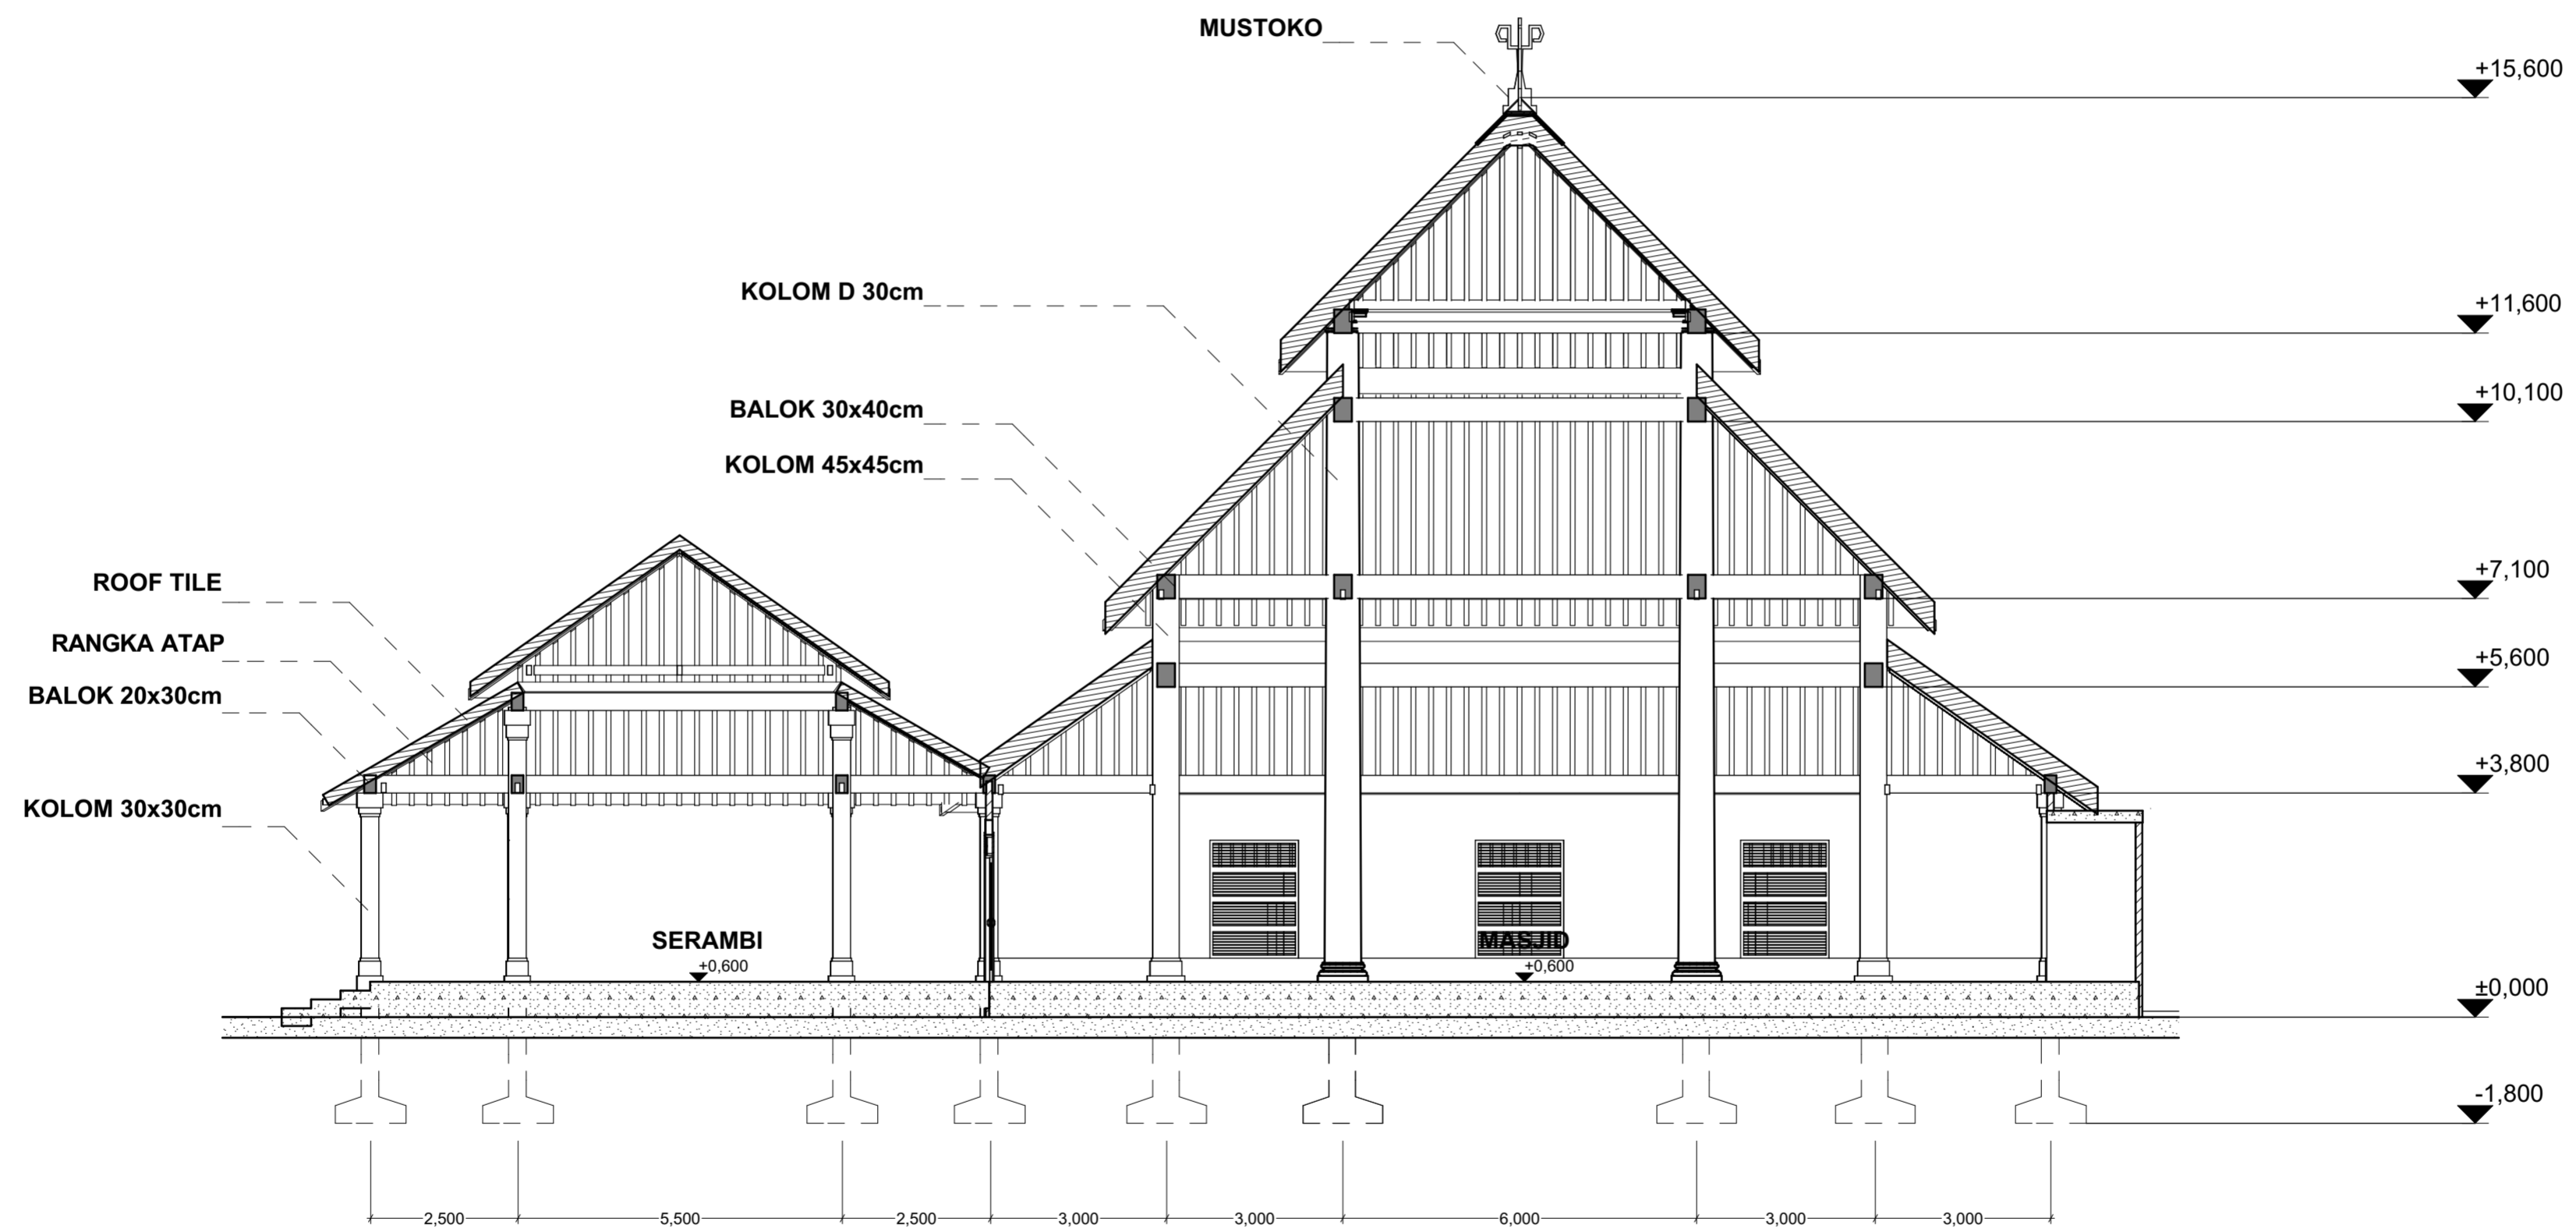 MUSTOKO
+15,600
KOLOM D 30cm
+11,600
BALOK 30x40cm
+10,100
KOLOM 45x45cm
ROOF TILE
+7,100
RANGKA ATAP
+5,600
BALOK 20x30cm
+3,800
KOLOM 30x30cm
SERAMBI
+0,600
MASJID
+0,600
±0,000
-1,800
2,500
5,500
2,500
3,000
3,000
6,000
3,000
3,000